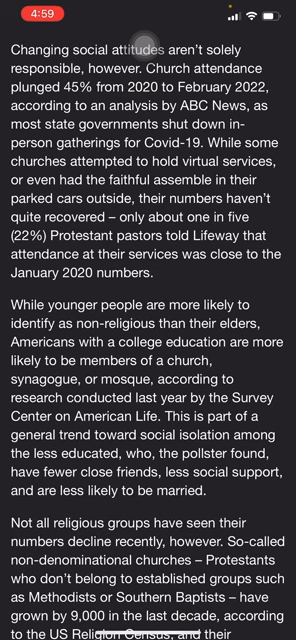 4:59
Changing social attitudes aren't solely
responsible, however. Church attendance
plunged 45% from 2020 to February 2022,
according to an analysis by ABC News, as
most state governments shut down in-
person gatherings for Covid-19. While some
churches attempted to hold virtual services,
or even had the faithful assemble in their
parked cars outside, their numbers haven't
quite recovered – only about one in five
(22%) Protestant pastors told Lifeway that
attendance at their services was close to the
January 2020 numbers.
While younger people are more likely to
identify as non-religious than their elders,
Americans with a college education are more
likely to be members of a church,
synagogue, or mosque, according to
research conducted last year by the Survey
Center on American Life. This is part of a
general trend toward social isolation among
the less educated, who, the pollster found,
have fewer close friends, less social support,
and are less likely to be married.
Not all religious groups have seen their
numbers decline recently, however. So-called
non-denominational churches – Protestants
who don't belong to established groups such
as Methodists or Southern Baptists – have
grown by 9,000 in the last decade, according
to the US Religion Census, and their